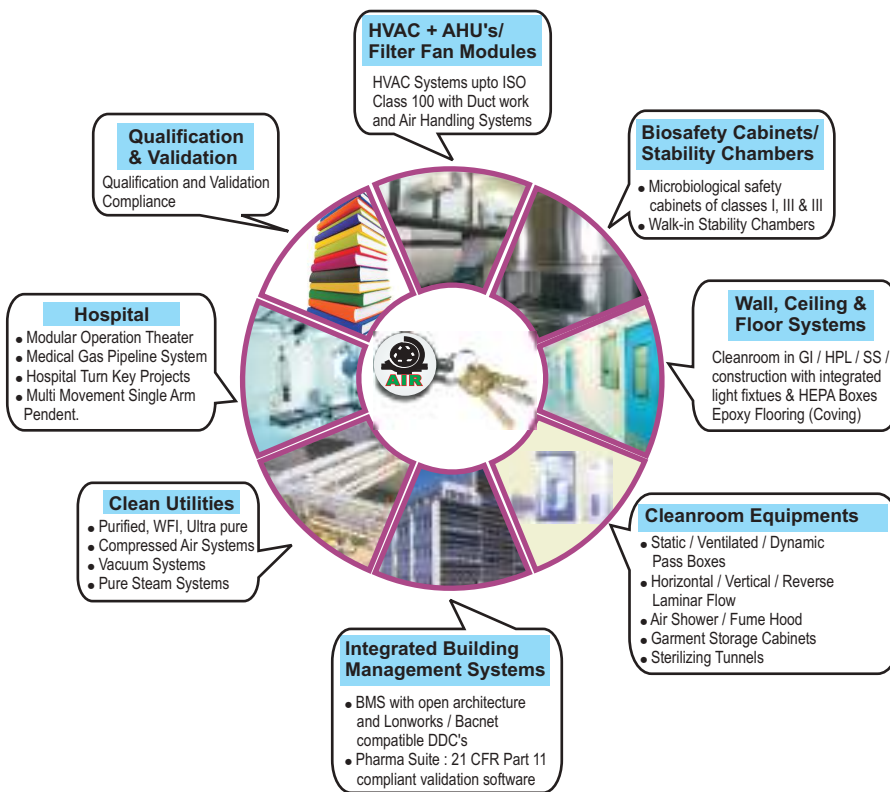 HVAC + AHU's/
Filter Fan Modules
HVAC Systems upto ISO
Class 100 with Duct work
and Air Handling Systems
Qualification
& Validation
Qualification and Validation
Compliance
Biosafety Cabinets/
Stability Chambers
• Microbiological safety
cabinets of classes I, III & III
• Walk-in Stability Chambers
Hospital
• Modular Operation Theater
• Medical Gas Pipeline System
• Hospital Turn Key Projects
• Multi Movement Single Arm
Pendent.
AIR
Wall, Ceiling &
Floor Systems
Cleanroom in GI / HPL / SS /
construction with integrated
light fixtues & HEPA Boxes
Epoxy Flooring (Coving)
Clean Utilities
• Purified, WFI, Ultra pure
• Compressed Air Systems
• Vacuum Systems
• Pure Steam Systems
Cleanroom Equipments
• Static / Ventilated / Dynamic
Pass Boxes
• Horizontal / Vertical / Reverse
Laminar Flow
• Air Shower / Fume Hood
• Garment Storage Cabinets
• Sterilizing Tunnels
Integrated Building
Management Systems
• BMS with open architecture
and Lonworks / Bacnet
compatible DDC's
• Pharma Suite : 21 CFR Part 11
compliant validation software